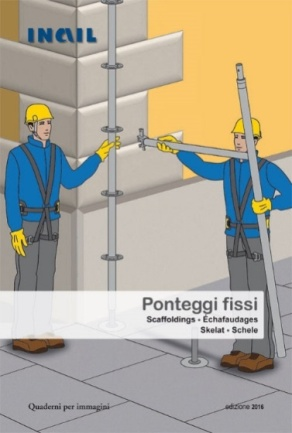 INAIL
Ponteggi fissi
Scaffoldings • Échafaudages
Skelat • Schele
Quaderni per immagini
edizione 2016